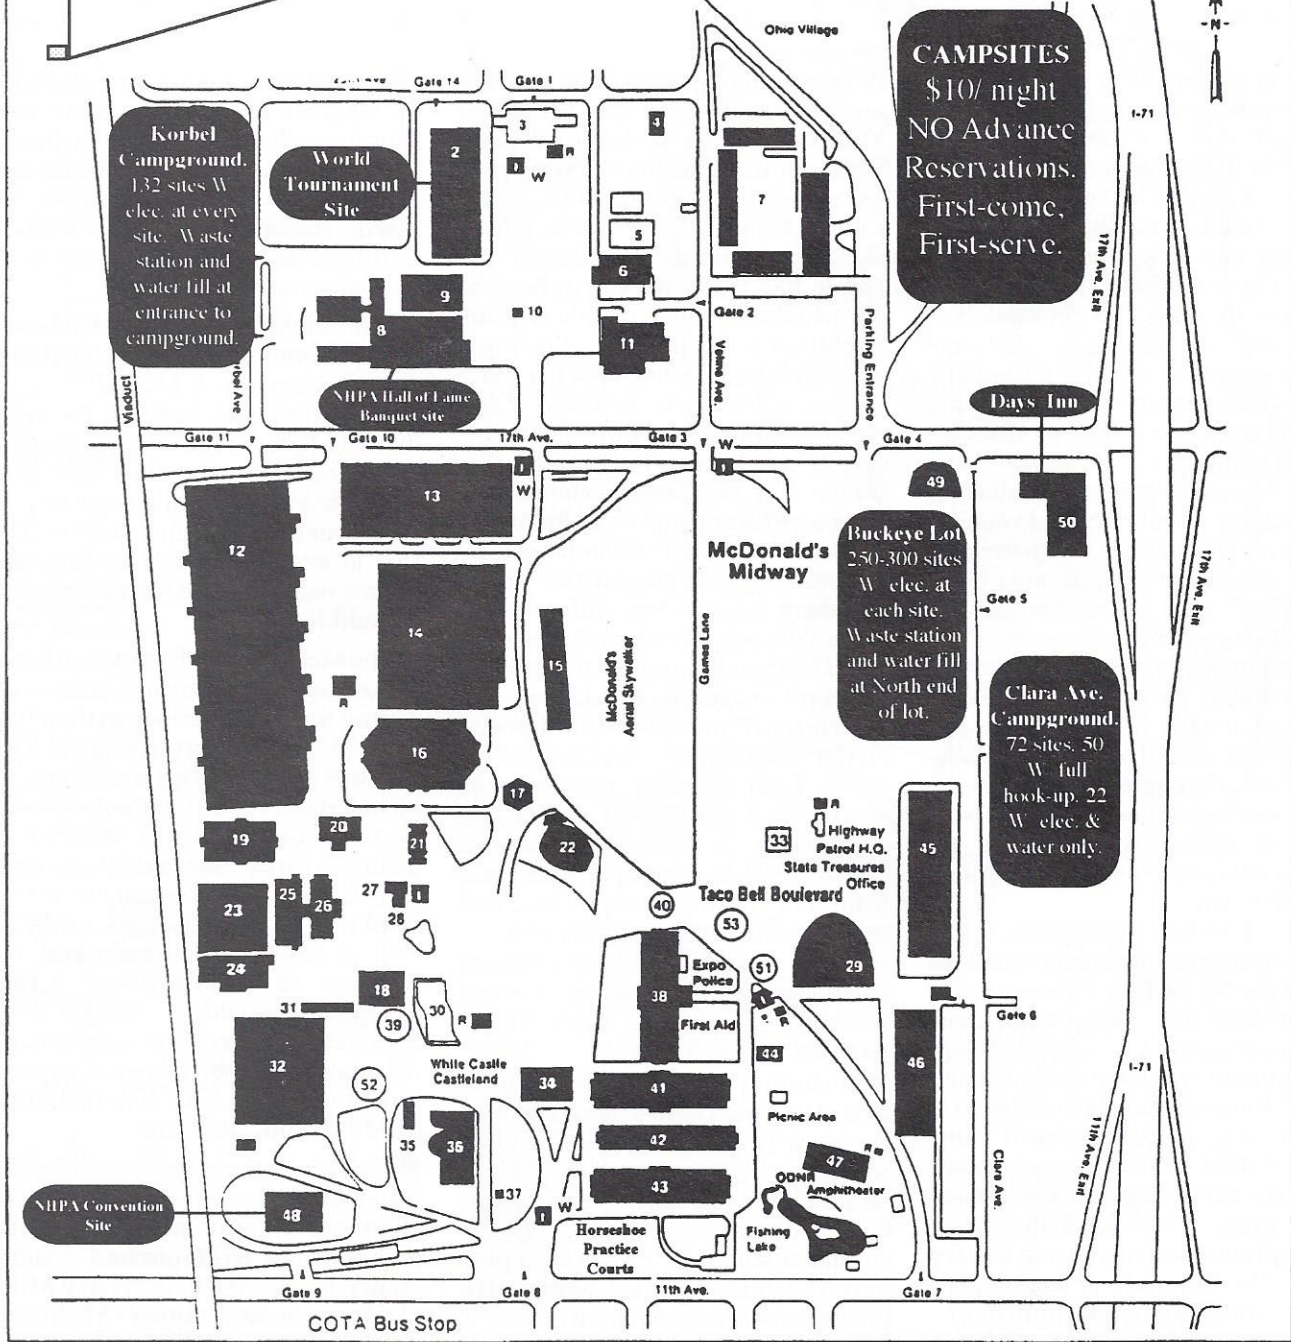 Ohio Village
-N-
CAMPSITES
$10/ night
NO Advance
Reservations.
First-come,
First-serve.
Gate 14
Gate 1
I-71
Korbel
Campground.
132 sites W
elec. at every
site. Waste
station and
water fill at
entrance to
campground.
World
Tournament
Site
2
3
4
R
W
5
6
7
8
9
10
11
Gate 2
17th Ave. Exit
Velma Ave.
Parking Entrance
NHPA Hall of Fame
Banquet site
Days Inn
Viaduct
Gate 11
Gate 10
17th Ave.
Gate 3
W
Gate 4
12
13
W
14
15
16
17
R
McDonald's
Midway
McDonald's
Aerial Skywalker
Games Lane
49
50
Buckeye Lot
250-300 sites
W elec. at
each site.
Waste station
and water fill
at North end
of lot.
Gate 5
17th Ave Exit
Clara Ave.
Campground.
72 sites. 50
W full
hook-up. 22
W elec. &
water only.
19
20
21
22
R
33
Highway
Patrol H.Q.
State Treasures
Office
45
Taco Bell Boulevard
40
53
23
24
25
26
27
28
29
51
R
Expo
Police
38
First Aid
18
31
30
39
R
Gate 6
32
52
White Castle
Castleland
34
41
44
46
I-71
Picnic Area
35
36
42
47
R
ODNR
Amphitheater
37
43
W
Clara Ave.
11th Ave. Exit
NHPA Convention
Site
48
Horseshoe
Practice
Courts
Fishing
Lake
Gate 9
Gate 8
11th Ave.
Gate 7
COTA Bus Stop